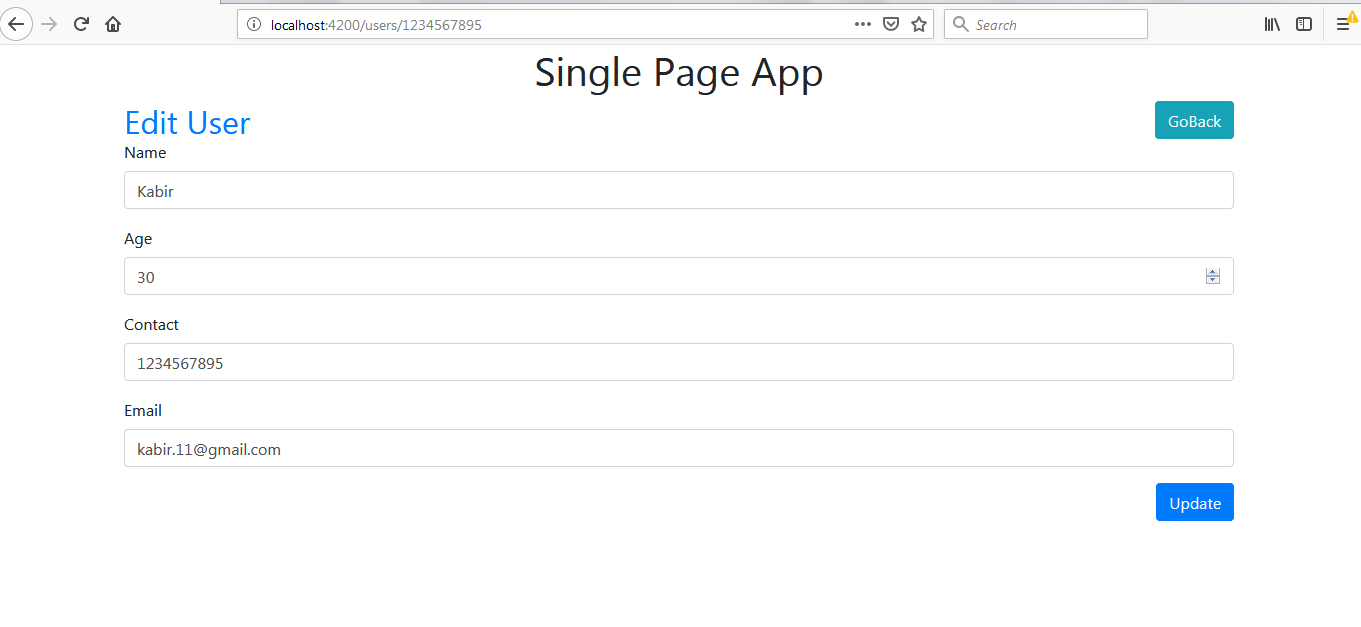 localhost:4200/users/1234567895
Search
Single Page App
Edit User
GoBack
Name
Kabir
Age
30
Contact
1234567895
Email
kabir.11@gmail.com
Update